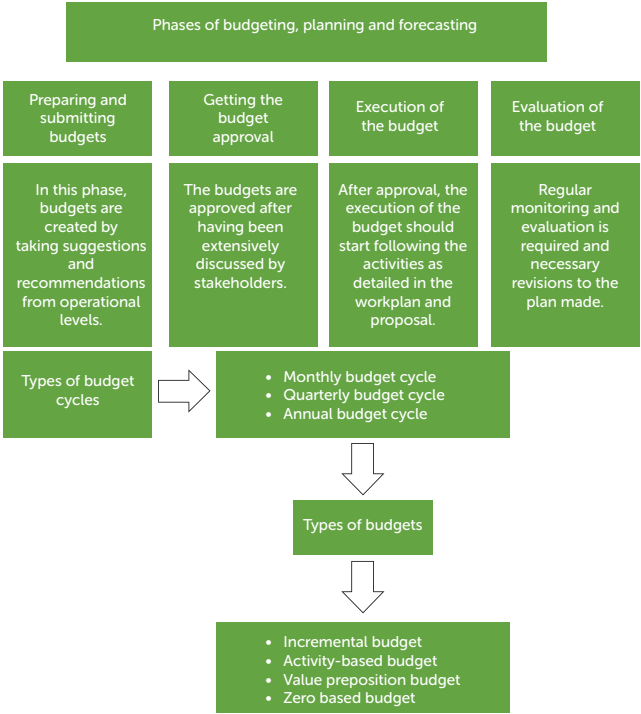 Phases of budgeting, planning and forecasting
Preparing and
submitting
budgets
Getting the
budget
approval
Execution of
the budget
Evaluation of
the budget
In this phase,
budgets are
created by
taking suggestions
and
recommendations
from operational
levels.
The budgets are
approved after
having been
extensively
discussed by
stakeholders.
After approval, the
execution of the
budget should
start following the
activities as
detailed in the
workplan and
proposal.
Regular
monitoring and
evaluation is
required and
necessary
revisions to the
plan made.
Types of budget
cycles
• Monthly budget cycle
• Quarterly budget cycle
• Annual budget cycle
Types of budgets
• Incremental budget
• Activity-based budget
• Value preposition budget
• Zero based budget